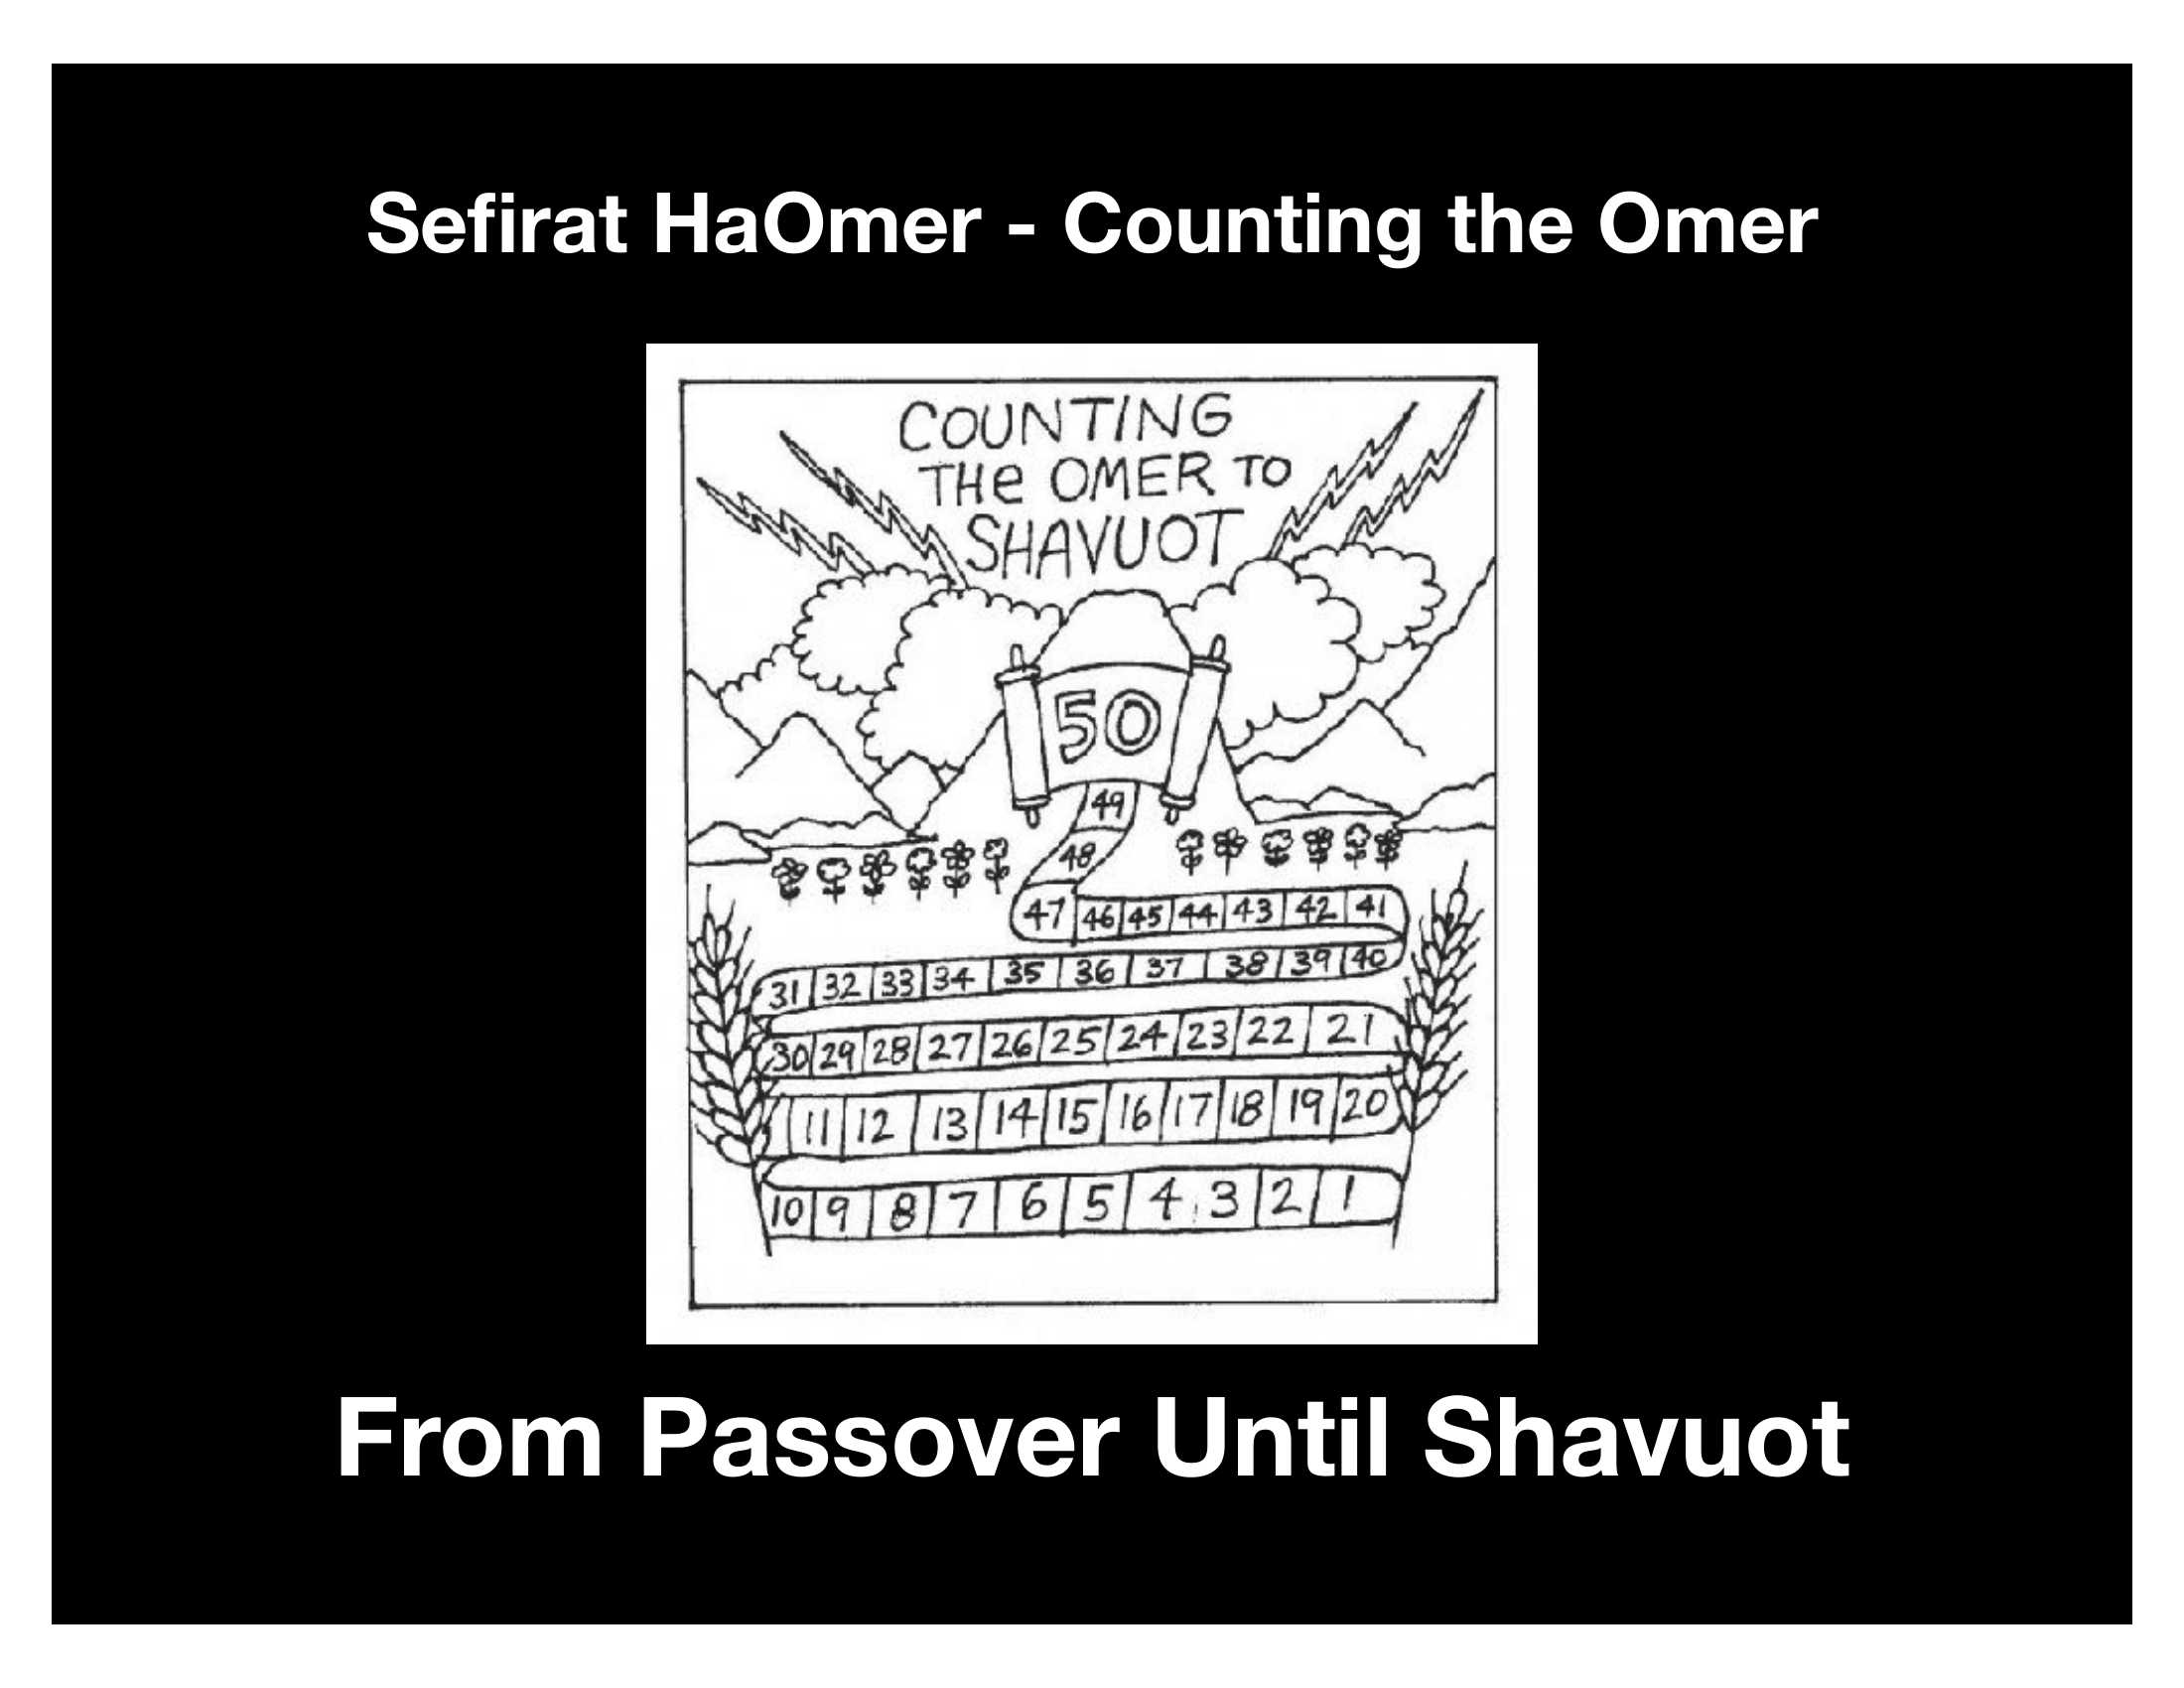 Sefirat HaOmer - Counting the Omer
COUNTING
THe OMER TO
SHAVUOT
50
49
48
47 46 45 44 43 42 41
31 32 33 34 35 36 37 38 39 40
30 29 28 27 26 25 24 23 22 21
11 12 13 14 15 16 17 18 19 20
10 9 8 7 6 5 4 3 2 1
From Passover Until Shavuot